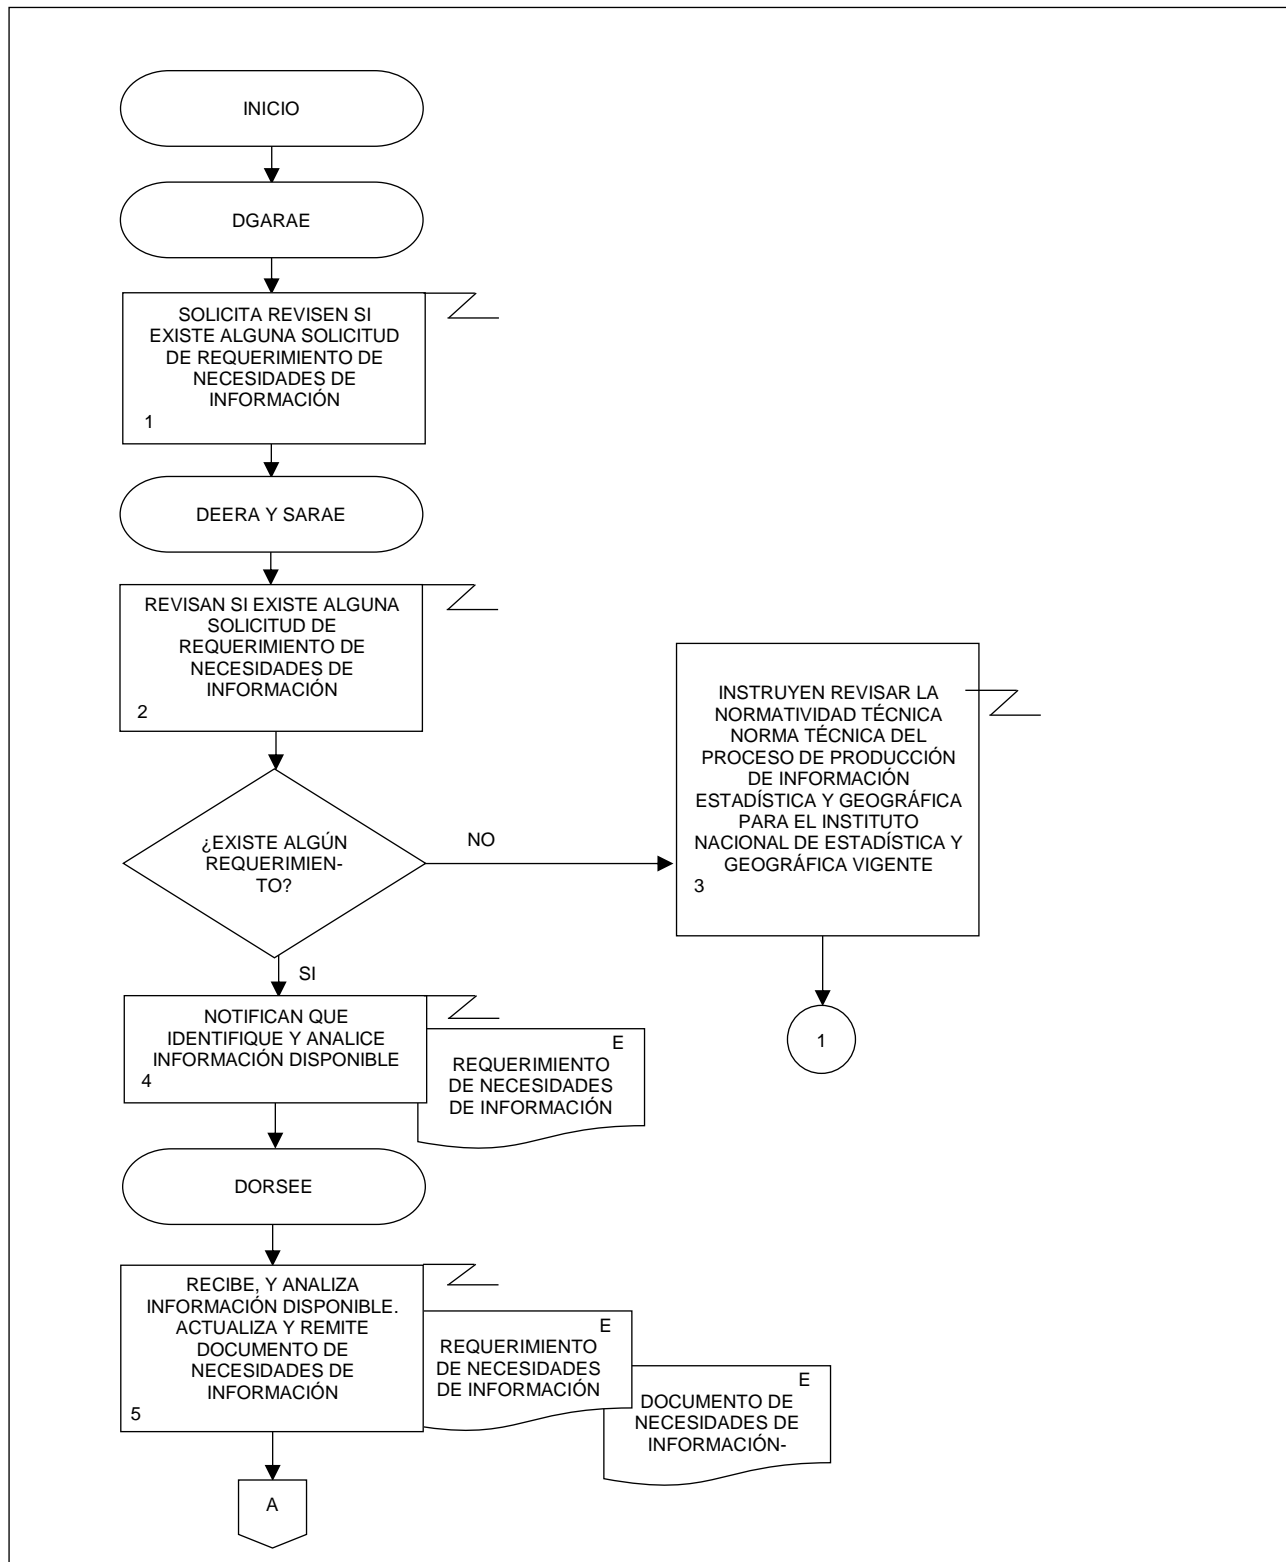 INICIO
DGARAE
SOLICITA REVISEN SI
EXISTE ALGUNA SOLICITUD
DE REQUERIMIENTO DE
NECESIDADES DE
INFORMACIÓN
1
DEERA Y SARAE
REVISAN SI EXISTE ALGUNA
SOLICITUD DE
REQUERIMIENTO DE
NECESIDADES DE
INFORMACIÓN
2
¿EXISTE ALGÚN
REQUERIMIEN-
TO?
NO
INSTRUYEN REVISAR LA
NORMATIVIDAD TÉCNICA
NORMA TÉCNICA DEL
PROCESO DE PRODUCCIÓN
DE INFORMACIÓN
ESTADÍSTICA Y GEOGRÁFICA
PARA EL INSTITUTO
NACIONAL DE ESTADÍSTICA Y
GEOGRÁFICA VIGENTE
3
1
SI
NOTIFICAN QUE
IDENTIFIQUE Y ANALICE
INFORMACIÓN DISPONIBLE
4
E
REQUERIMIENTO
DE NECESIDADES
DE INFORMACIÓN
DORSEE
RECIBE, Y ANALIZA
INFORMACIÓN DISPONIBLE.
ACTUALIZA Y REMITE
DOCUMENTO DE
NECESIDADES DE
INFORMACIÓN
5
E
REQUERIMIENTO
DE NECESIDADES
DE INFORMACIÓN
E
DOCUMENTO DE
NECESIDADES DE
INFORMACIÓN-
A